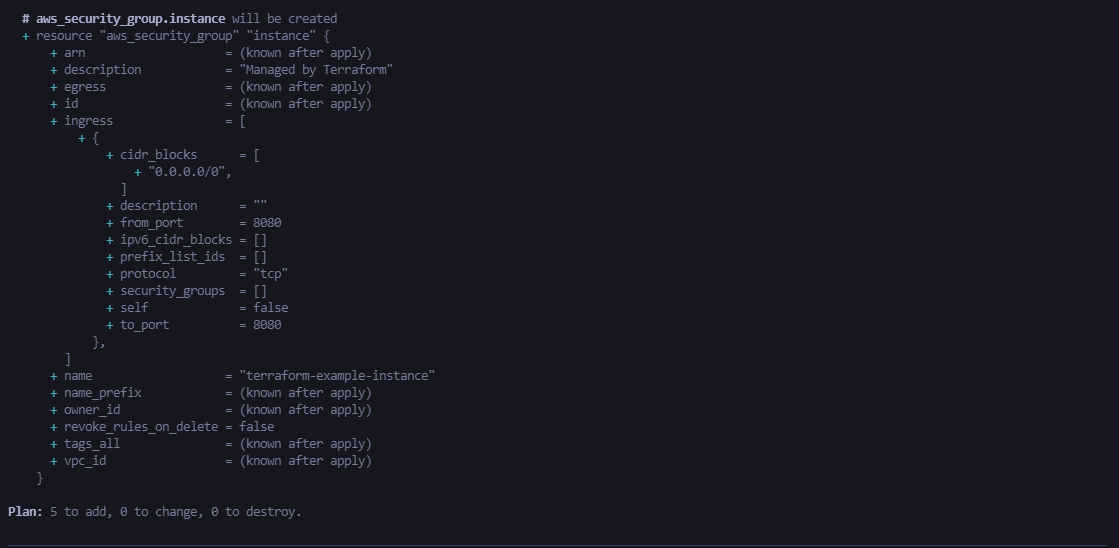 # aws_security_group.instance will be created
+ resource "aws_security_group" "instance" {
+ arn = (known after apply)
+ description = "Managed by Terraform"
+ egress = (known after apply)
+ id = (known after apply)
+ ingress = [
+ {
+ cidr_blocks = [
+ "0.0.0.0/0",
]
+ description = ""
+ from_port = 8080
+ ipv6_cidr_blocks = []
+ prefix_list_ids = []
+ protocol = "tcp"
+ security_groups = []
+ self = false
+ to_port = 8080
},
]
+ name = "terraform-example-instance"
+ name_prefix = (known after apply)
+ owner_id = (known after apply)
+ revoke_rules_on_delete = false
+ tags_all = (known after apply)
+ vpc_id = (known after apply)
}
Plan: 5 to add, 0 to change, 0 to destroy.